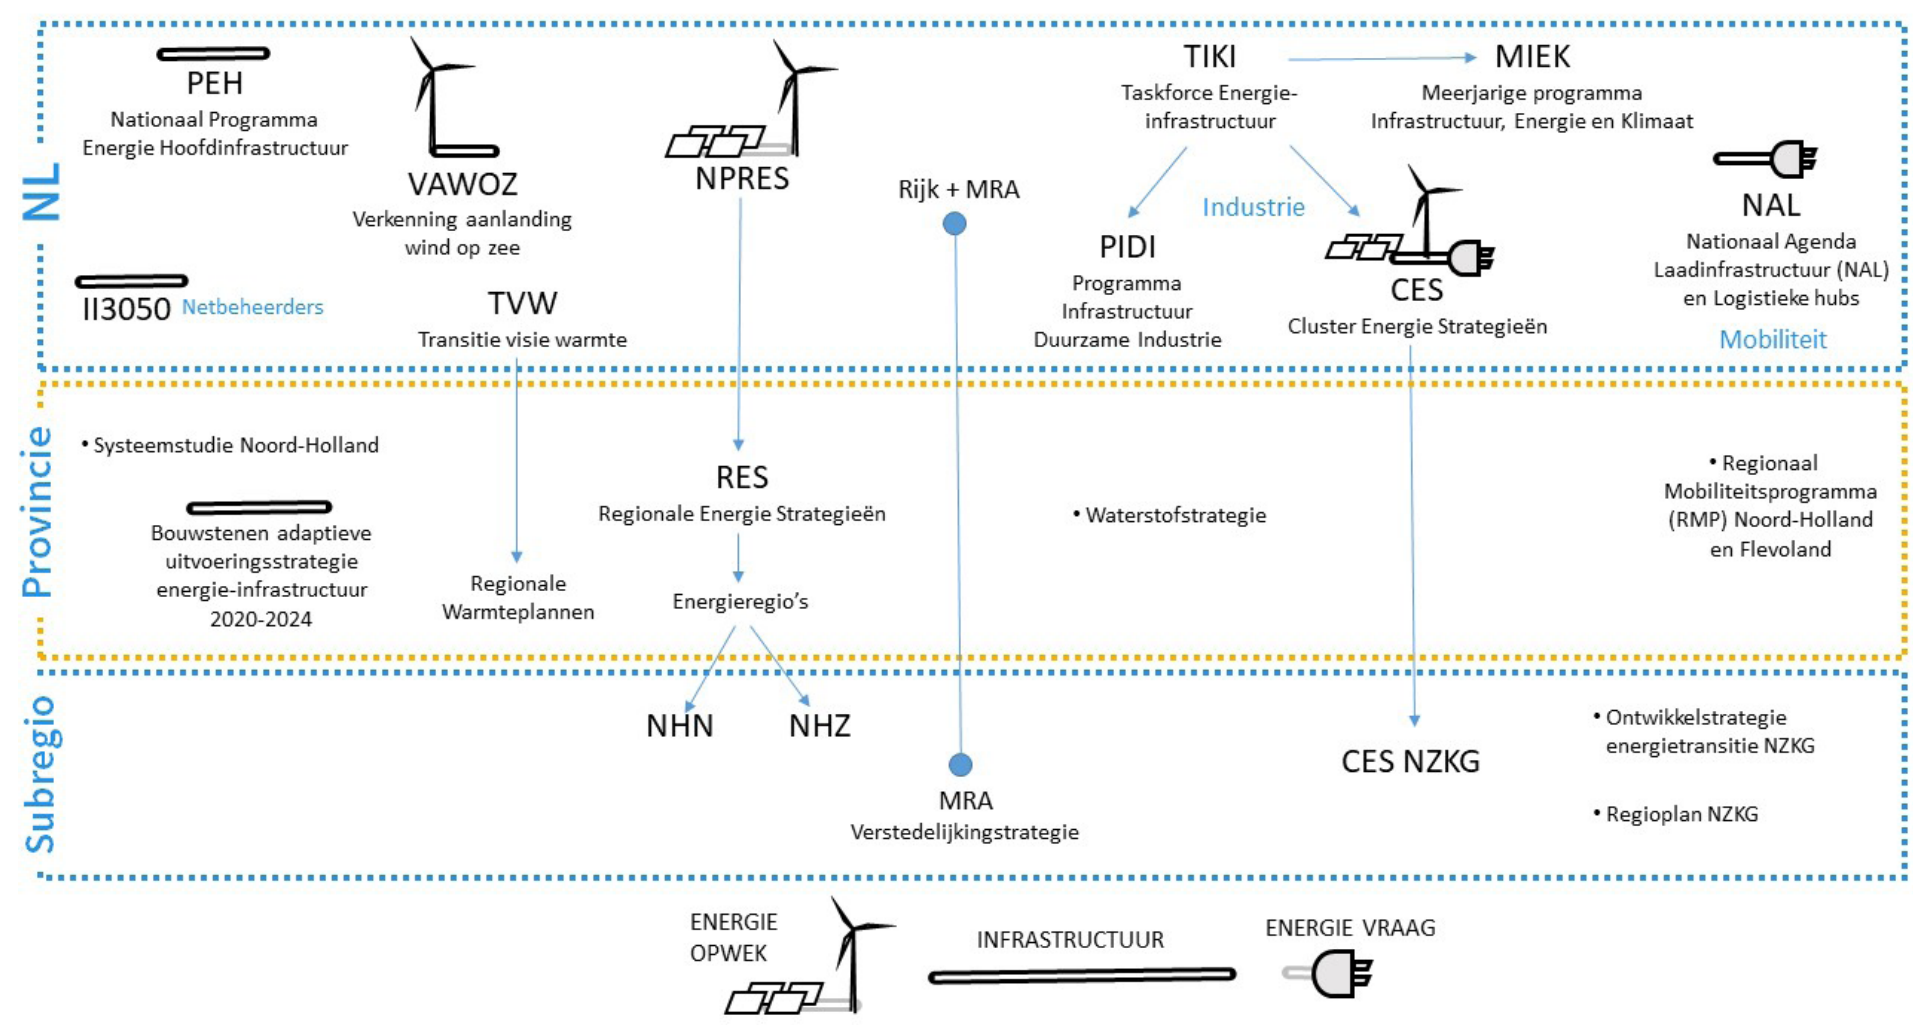 NL
PEH
Nationaal Programma
Energie Hoofdinfrastructuur
VAWOZ
Verkenning aanlanding
wind op zee
NPRES
Rijk + MRA
TIKI
Taskforce Energie-
infrastructuur
MIEK
Meerjarige programma
Infrastructuur, Energie en Klimaat
Industrie
PIDI
Programma
Infrastructuur
Duurzame Industrie
CES
Cluster Energie Strategieën
NAL
Nationaal Agenda
Laadinfrastructuur (NAL)
en Logistieke hubs
Mobiliteit
II3050 Netbeheerders
TVW
Transitie visie warmte
Provincie
• Systeemstudie Noord-Holland
Bouwstenen adaptieve
uitvoeringsstrategie
energie-infrastructuur
2020-2024
Regionale
Warmteplannen
RES
Regionale Energie Strategieën
Energieregio's
• Waterstofstrategie
• Regionaal
Mobiliteitsprogramma
(RMP) Noord-Holland
en Flevoland
Subregio
NHN
NHZ
MRA
Verstedelijkingstrategie
CES NZKG
• Ontwikkelstrategie
energietransitie NZKG
• Regioplan NZKG
ENERGIE
OPWEK
INFRASTRUCTUUR
ENERGIE VRAAG